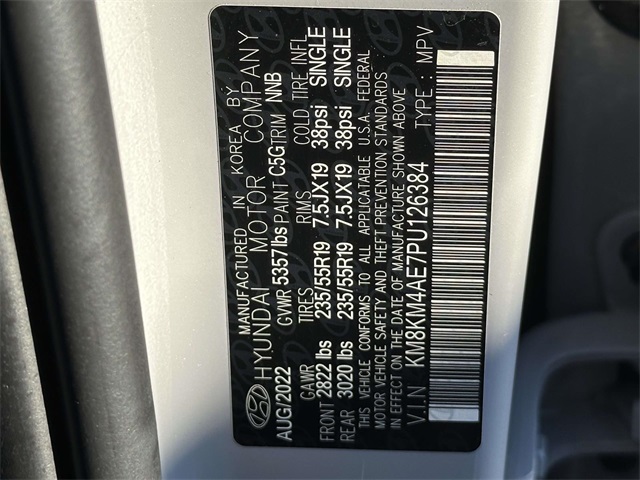 MANUFACTURED IN KOREA BY
HYUNDAI MOTOR COMPANY
AUG/2022 GVWR 5357lbs PAINT C5G TRIM NNB
GAWR TIRES RIMS COLD TIRE INFL
FRONT 2822 lbs 235/55R19 7.5JX19 38psi SINGLE
REAR 3020 lbs 235/55R19 7.5JX19 38psi SINGLE
THIS VEHICLE CONFORMS TO ALL APPLICABLE U.S.A. FEDERAL
MOTOR VEHICLE SAFETY AND THEFT PREVENTION STANDARDS
IN EFFECT ON THE DATE OF MANUFACTURE SHOWN ABOVE
V.I.N : KM8KM4AE7PU126384 TYPE : MPV